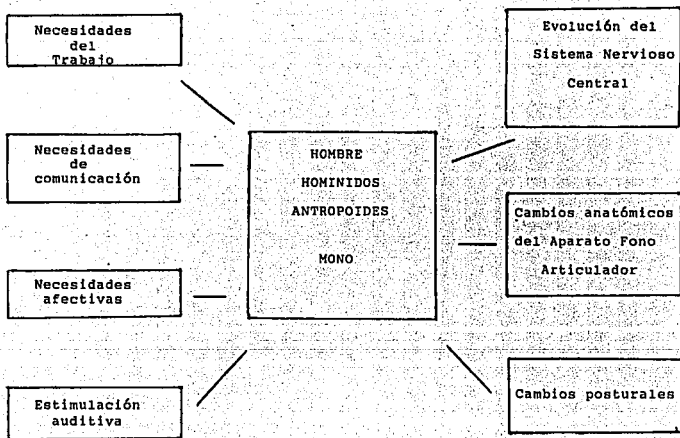 Necesidades
del
Trabajo
Necesidades
de
comunicación
Necesidades
afectivas
Estimulación
auditiva
HOMBRE
HOMINIDOS
ANTROPOIDES
MONO
Evolución del
Sistema Nervioso
Central
Cambios anatómicos
del Aparato Fono
Articulador
Cambios posturales